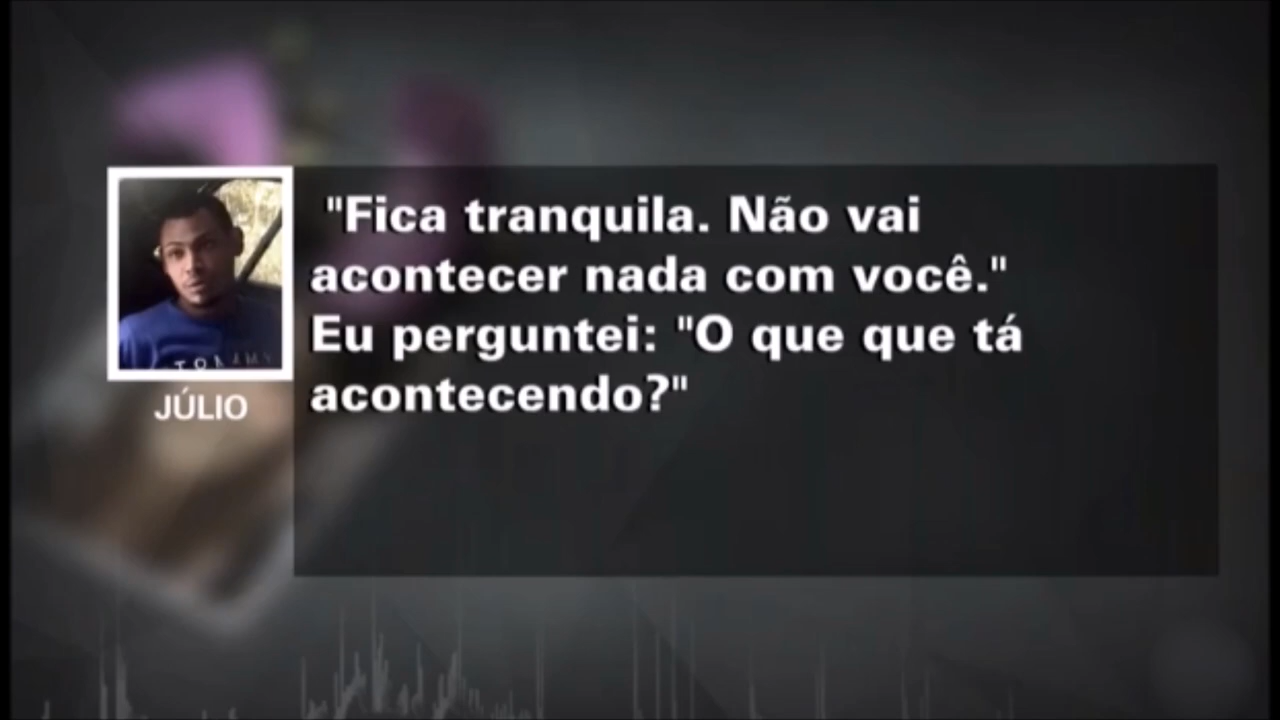 "Fica tranquila. Não vai
acontecer nada com você."
Eu perguntei: "O que que tá
acontecendo?"
JÚLIO